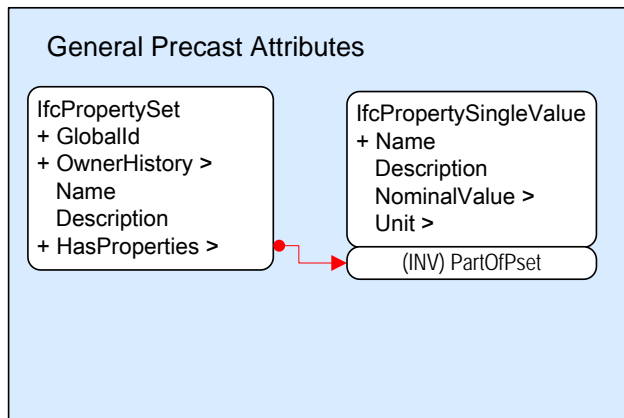 General Precast Attributes
IfcPropertySet
+ GlobalId
+ OwnerHistory >
Name
Description
+ HasProperties >
IfcPropertySingleValue
+ Name
Description
NominalValue >
Unit >
(INV) PartOfPset